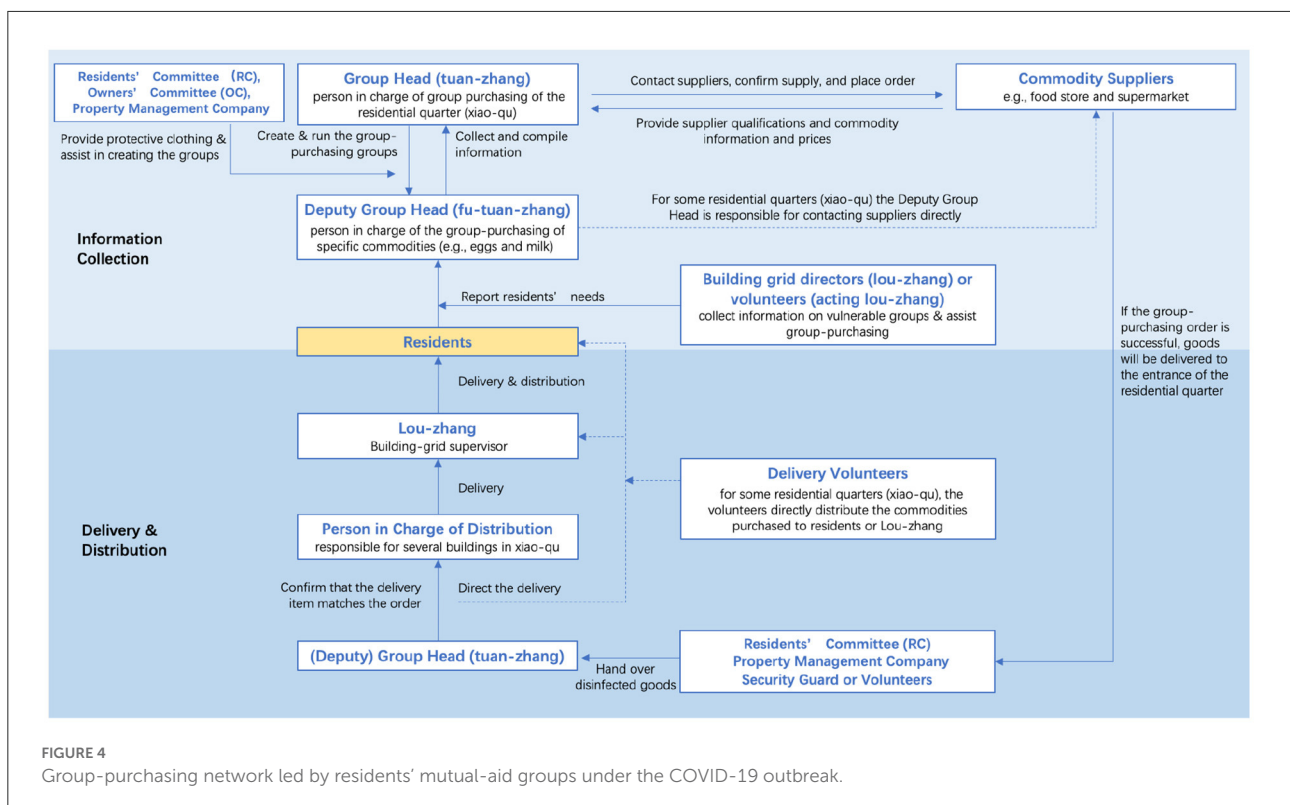 Residents' Committee (RC),
Owners' Committee (OC),
Property Management Company
Group Head (tuan-zhang)
person in charge of group purchasing of the
residential quarter (xiao-qu)
Contact suppliers, confirm supply, and place order
Commodity Suppliers
e.g., food store and supermarket
Provide protective clothing &
assist in creating the groups
Create & run the group-
purchasing groups
Collect and compile
information
Provide supplier qualifications and commodity
information and prices
Deputy Group Head (fu-tuan-zhang)
person in charge of the group-purchasing of
specific commodities (e.g., eggs and milk)
For some residential quarters (xiao-qu) the Deputy Group
Head is responsible for contacting suppliers directly
Information
Collection
Building grid directors (lou-zhang) or
volunteers (acting lou-zhang)
collect information on vulnerable groups & assist
group-purchasing
Report residents' needs
If the group-
purchasing order is
successful, goods
will be delivered to
the entrance of the
residential quarter
Residents
Delivery & distribution
Lou-zhang
Building-grid supervisor
Delivery
Delivery Volunteers
for some residential quarters (xiao-qu), the
volunteers directly distribute the commodities
purchased to residents or Lou-zhang
Delivery &
Distribution
Person in Charge of Distribution
responsible for several buildings in xiao-qu
Confirm that the delivery
item matches the order
Direct the delivery
(Deputy) Group Head (tuan-zhang)
Hand over
disinfected goods
Residents' Committee (RC)
Property Management Company
Security Guard or Volunteers
FIGURE 4
Group-purchasing network led by residents' mutual-aid groups under the COVID-19 outbreak.